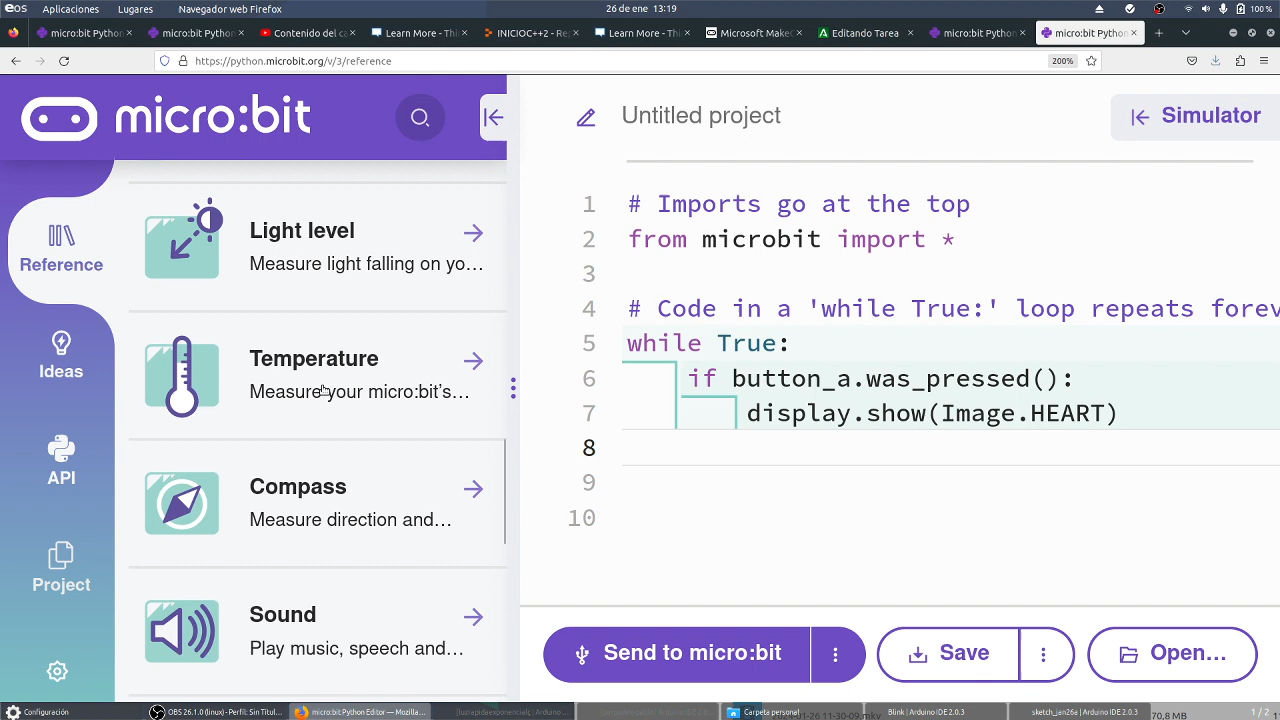 Aplicaciones
Lugares
Navegador web Firefox
26 de ene 13:19
100 %
micro:bit Python
micro:bit Python
Contenido del
Learn More - Thi
INICIOC++2 - Re
Learn More - Thi
Microsoft MakeC
Editando Tarea
micro:bit Python
micro:bit Python E
https://python.microbit.org/v/3/reference
200%
micro:bit
Untitled project
Simulator
Reference
Ideas
API
Project
Light level
Measure light falling on yo…
Temperature
Measure your micro:bit's…
Compass
Measure direction and…
Sound
Play music, speech and…
1 # Imports go at the top
2 from microbit import *
3
4 # Code in a 'while True:' loop repeats forev
5 while True:
6 if button_a.was_pressed():
7 display.show(Image.HEART)
8
9
10
Send to micro:bit
Save
Open…
Configuración
OBS 26.1.0 (linux) - Perfil: Sin Títul…
micro:bit Python Editor — Mozilla…
Carpeta personal
Blink | Arduino IDE 2.0.3
sketch_jan26a | Arduino IDE 2.0.3
70,8 MB